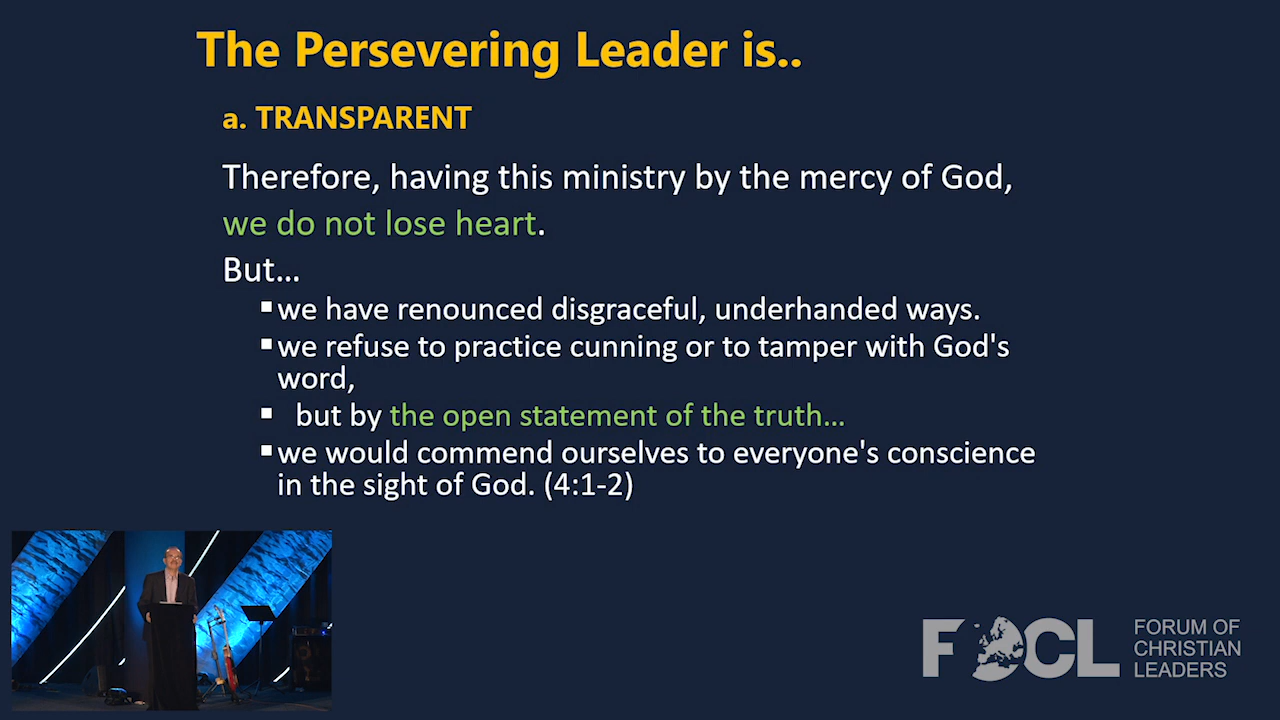 The Persevering Leader is..
a. TRANSPARENT
Therefore, having this ministry by the mercy of God,
we do not lose heart.
But…
▪we have renounced disgraceful, underhanded ways.
▪we refuse to practice cunning or to tamper with God's
word,
▪ but by the open statement of the truth…
▪we would commend ourselves to everyone's conscience
in the sight of God. (4:1-2)
FOCL
FORUM OF
CHRISTIAN
LEADERS